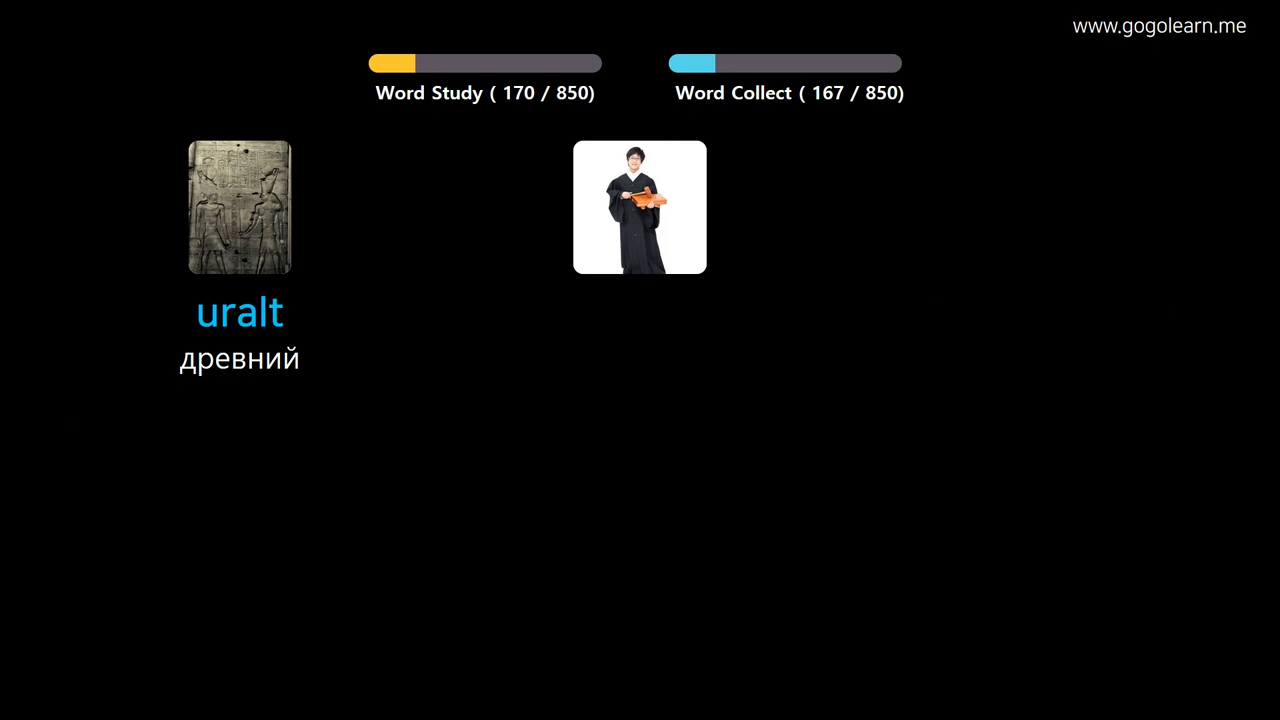 www.gogolearn.me
Word Study ( 170 / 850)
Word Collect ( 167 / 850)
uralt
древний